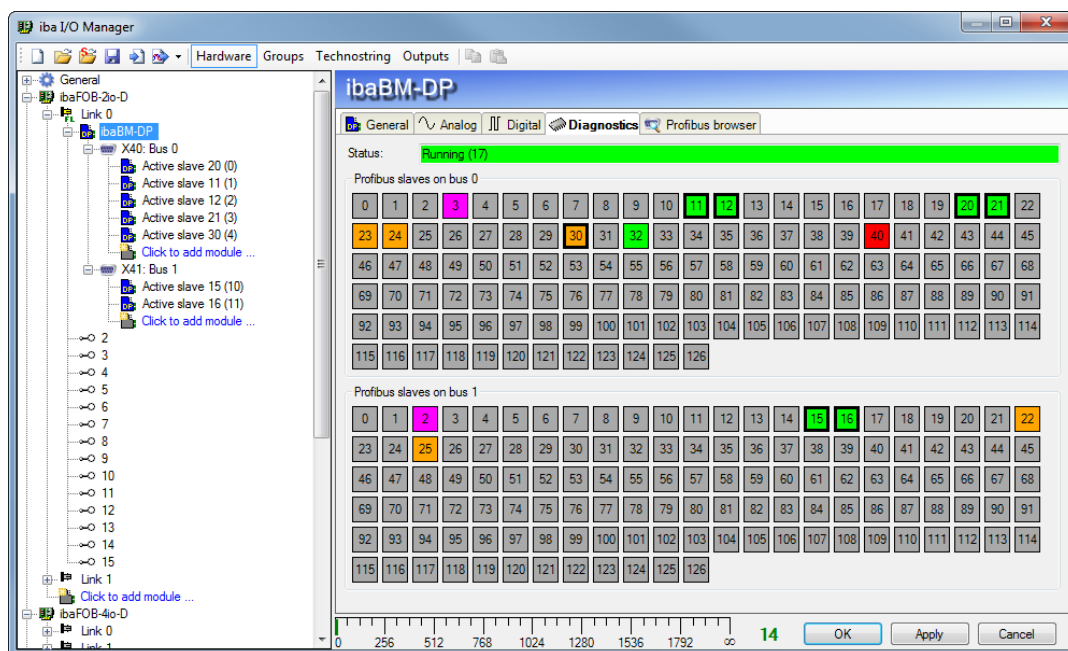 iba I/O Manager
Hardware Groups Technostring Outputs
General
ibaFOB-2io-D
Link 0
ibaBM-DP
X40: Bus 0
Active slave 20 (0)
Active slave 11 (1)
Active slave 12 (2)
Active slave 21 (3)
Active slave 30 (4)
Click to add module ...
X41: Bus 1
Active slave 15 (10)
Active slave 16 (11)
Click to add module ...
2
3
4
5
6
7
8
9
10
11
12
13
14
15
Link 1
Click to add module ...
ibaFOB-4io-D
Link 0
Link 1
ibaBM-DP
General Analog Digital Diagnostics Profibus browser
Status: Running (17)
Profibus slaves on bus 0
0 1 2 3 4 5 6 7 8 9 10 11 12 13 14 15 16 17 18 19 20 21 22
23 24 25 26 27 28 29 30 31 32 33 34 35 36 37 38 39 40 41 42 43 44 45
46 47 48 49 50 51 52 53 54 55 56 57 58 59 60 61 62 63 64 65 66 67 68
69 70 71 72 73 74 75 76 77 78 79 80 81 82 83 84 85 86 87 88 89 90 91
92 93 94 95 96 97 98 99 100 101 102 103 104 105 106 107 108 109 110 111 112 113 114
115 116 117 118 119 120 121 122 123 124 125 126
Profibus slaves on bus 1
0 1 2 3 4 5 6 7 8 9 10 11 12 13 14 15 16 17 18 19 20 21 22
23 24 25 26 27 28 29 30 31 32 33 34 35 36 37 38 39 40 41 42 43 44 45
46 47 48 49 50 51 52 53 54 55 56 57 58 59 60 61 62 63 64 65 66 67 68
69 70 71 72 73 74 75 76 77 78 79 80 81 82 83 84 85 86 87 88 89 90 91
92 93 94 95 96 97 98 99 100 101 102 103 104 105 106 107 108 109 110 111 112 113 114
115 116 117 118 119 120 121 122 123 124 125 126
0 256 512 768 1024 1280 1536 1792 ∞ 14 OK Apply Cancel